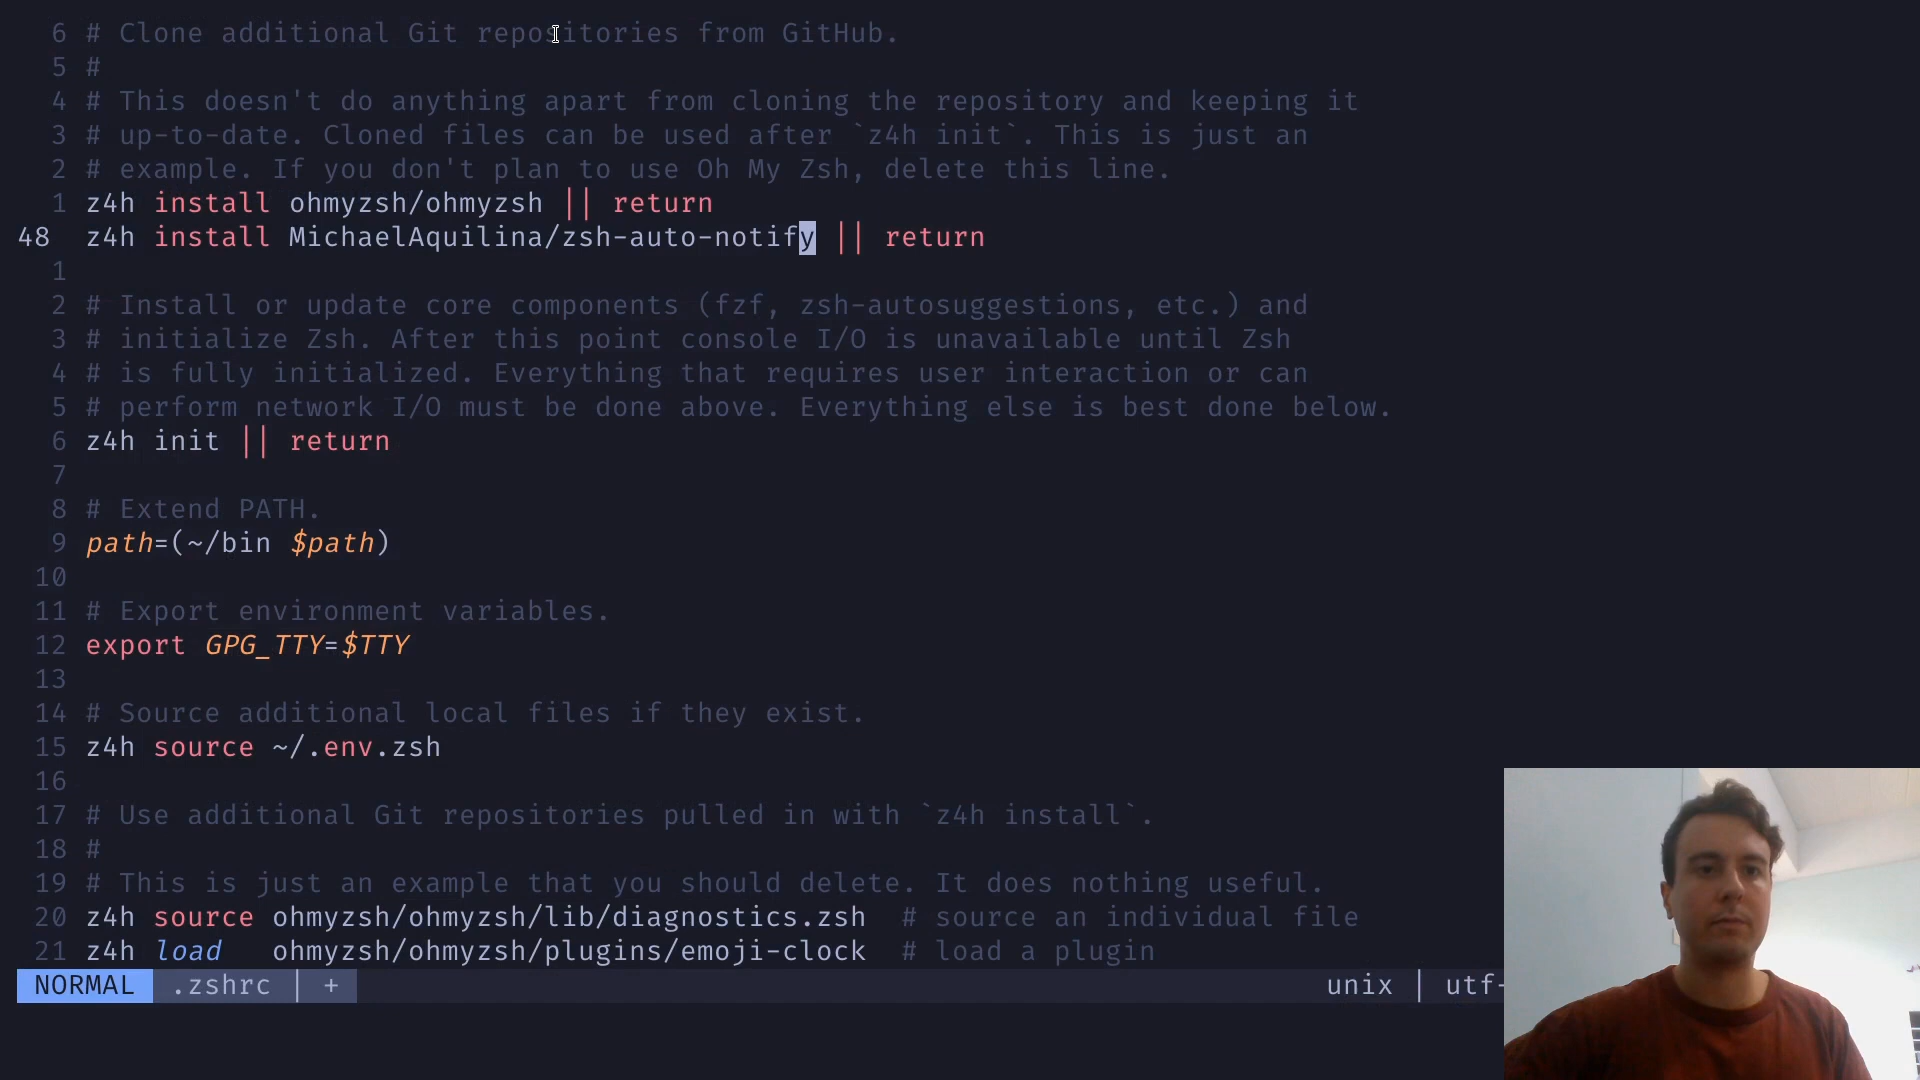 6 # Clone additional Git repositories from GitHub.
5 #
4 # This doesn't do anything apart from cloning the repository and keeping it
3 # up-to-date. Cloned files can be used after `z4h init`. This is just an
2 # example. If you don't plan to use Oh My Zsh, delete this line.
1 z4h install ohmyzsh/ohmyzsh || return
48 z4h install MichaelAquilina/zsh-auto-notify || return
1
2 # Install or update core components (fzf, zsh-autosuggestions, etc.) and
3 # initialize Zsh. After this point console I/O is unavailable until Zsh
4 # is fully initialized. Everything that requires user interaction or can
5 # perform network I/O must be done above. Everything else is best done below.
6 z4h init || return
7
8 # Extend PATH.
9 path=(~/bin $path)
10
11 # Export environment variables.
12 export GPG_TTY=$TTY
13
14 # Source additional local files if they exist.
15 z4h source ~/.env.zsh
16
17 # Use additional Git repositories pulled in with `z4h install`.
18 #
19 # This is just an example that you should delete. It does nothing useful.
20 z4h source ohmyzsh/ohmyzsh/lib/diagnostics.zsh  # source an individual file
21 z4h load   ohmyzsh/ohmyzsh/plugins/emoji-clock  # load a plugin
NORMAL .zshrc | + unix | utf-